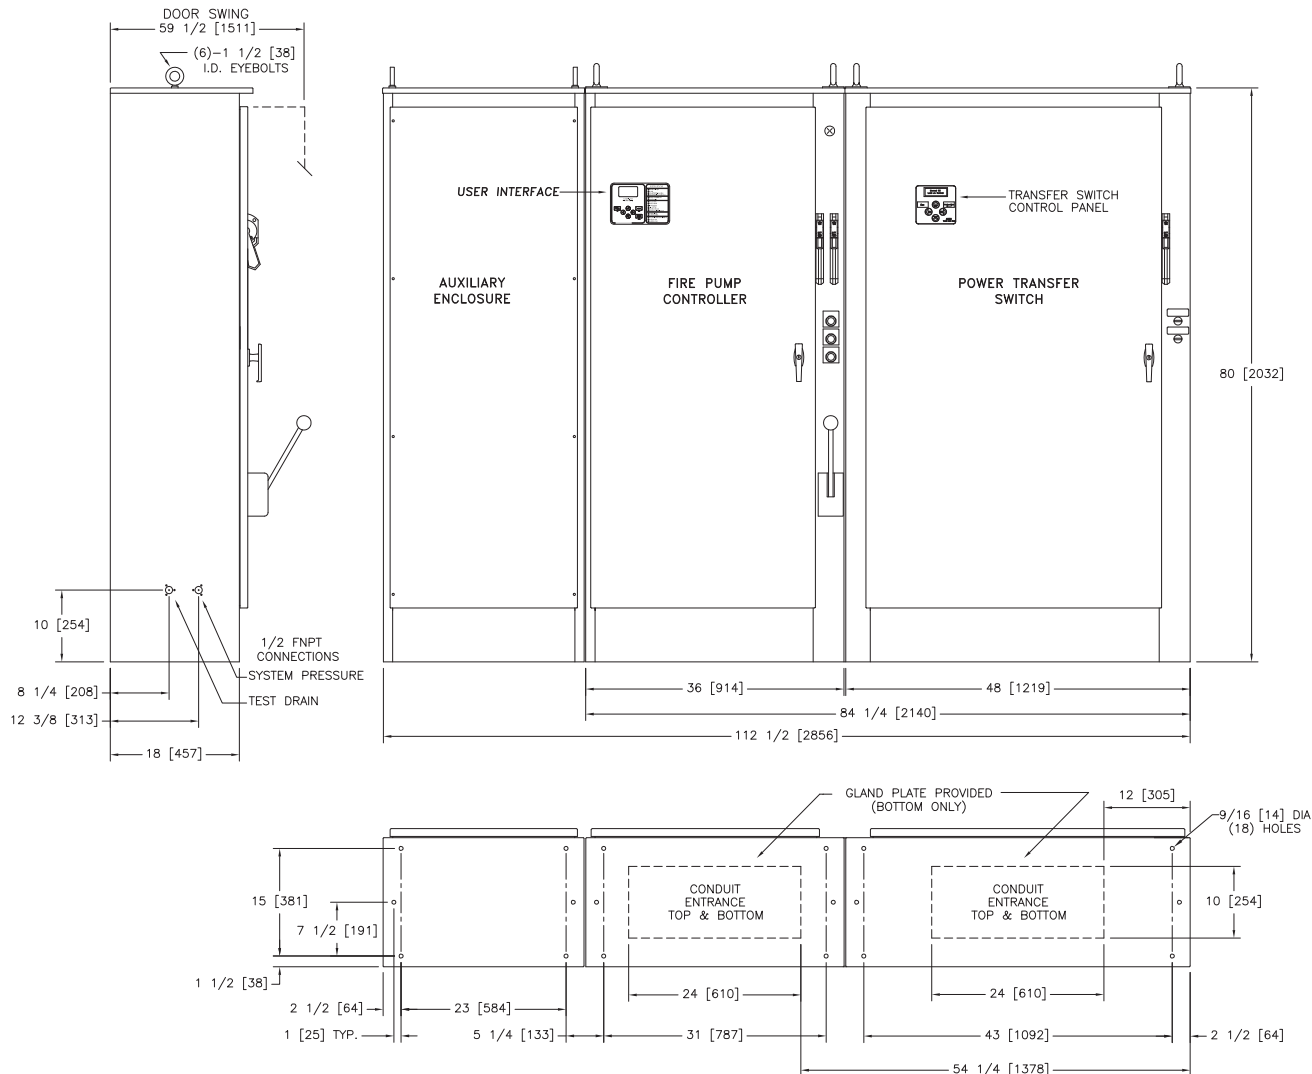 DOOR SWING
59 1/2 [1511]
(6)-1 1/2 [38]
I.D. EYEBOLTS
USER INTERFACE
TRANSFER SWITCH
CONTROL PANEL
AUXILIARY
ENCLOSURE
FIRE PUMP
CONTROLLER
POWER TRANSFER
SWITCH
80 [2032]
10 [254]
1/2 FNPT
CONNECTIONS
SYSTEM PRESSURE
TEST DRAIN
8 1/4 [208]
12 3/8 [313]
18 [457]
36 [914]
48 [1219]
84 1/4 [2140]
112 1/2 [2856]
GLAND PLATE PROVIDED
(BOTTOM ONLY)
12 [305]
9/16 [14] DIA
(18) HOLES
15 [381]
7 1/2 [191]
1 1/2 [38]
CONDUIT
ENTRANCE
TOP & BOTTOM
CONDUIT
ENTRANCE
TOP & BOTTOM
10 [254]
24 [610]
24 [610]
2 1/2 [64]
23 [584]
1 [25] TYP.
5 1/4 [133]
31 [787]
43 [1092]
2 1/2 [64]
54 1/4 [1378]